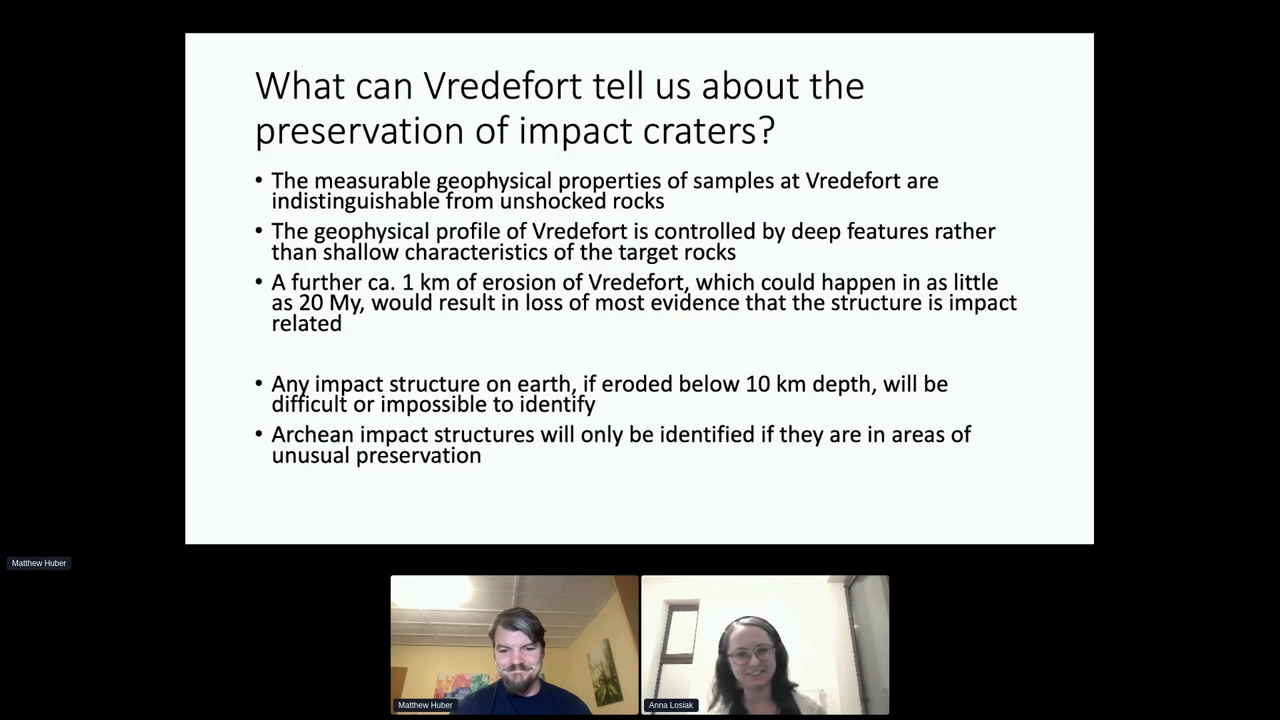 What can Vredefort tell us about the
preservation of impact craters?
• The measurable geophysical properties of samples at Vredefort are
indistinguishable from unshocked rocks
• The geophysical profile of Vredefort is controlled by deep features rather
than shallow characteristics of the target rocks
• A further ca. 1 km of erosion of Vredefort, which could happen in as little
as 20 My, would result in loss of most evidence that the structure is impact
related
• Any impact structure on earth, if eroded below 10 km depth, will be
difficult or impossible to identify
• Archean impact structures will only be identified if they are in areas of
unusual preservation
Matthew Huber
Matthew Huber
Anna Losiak